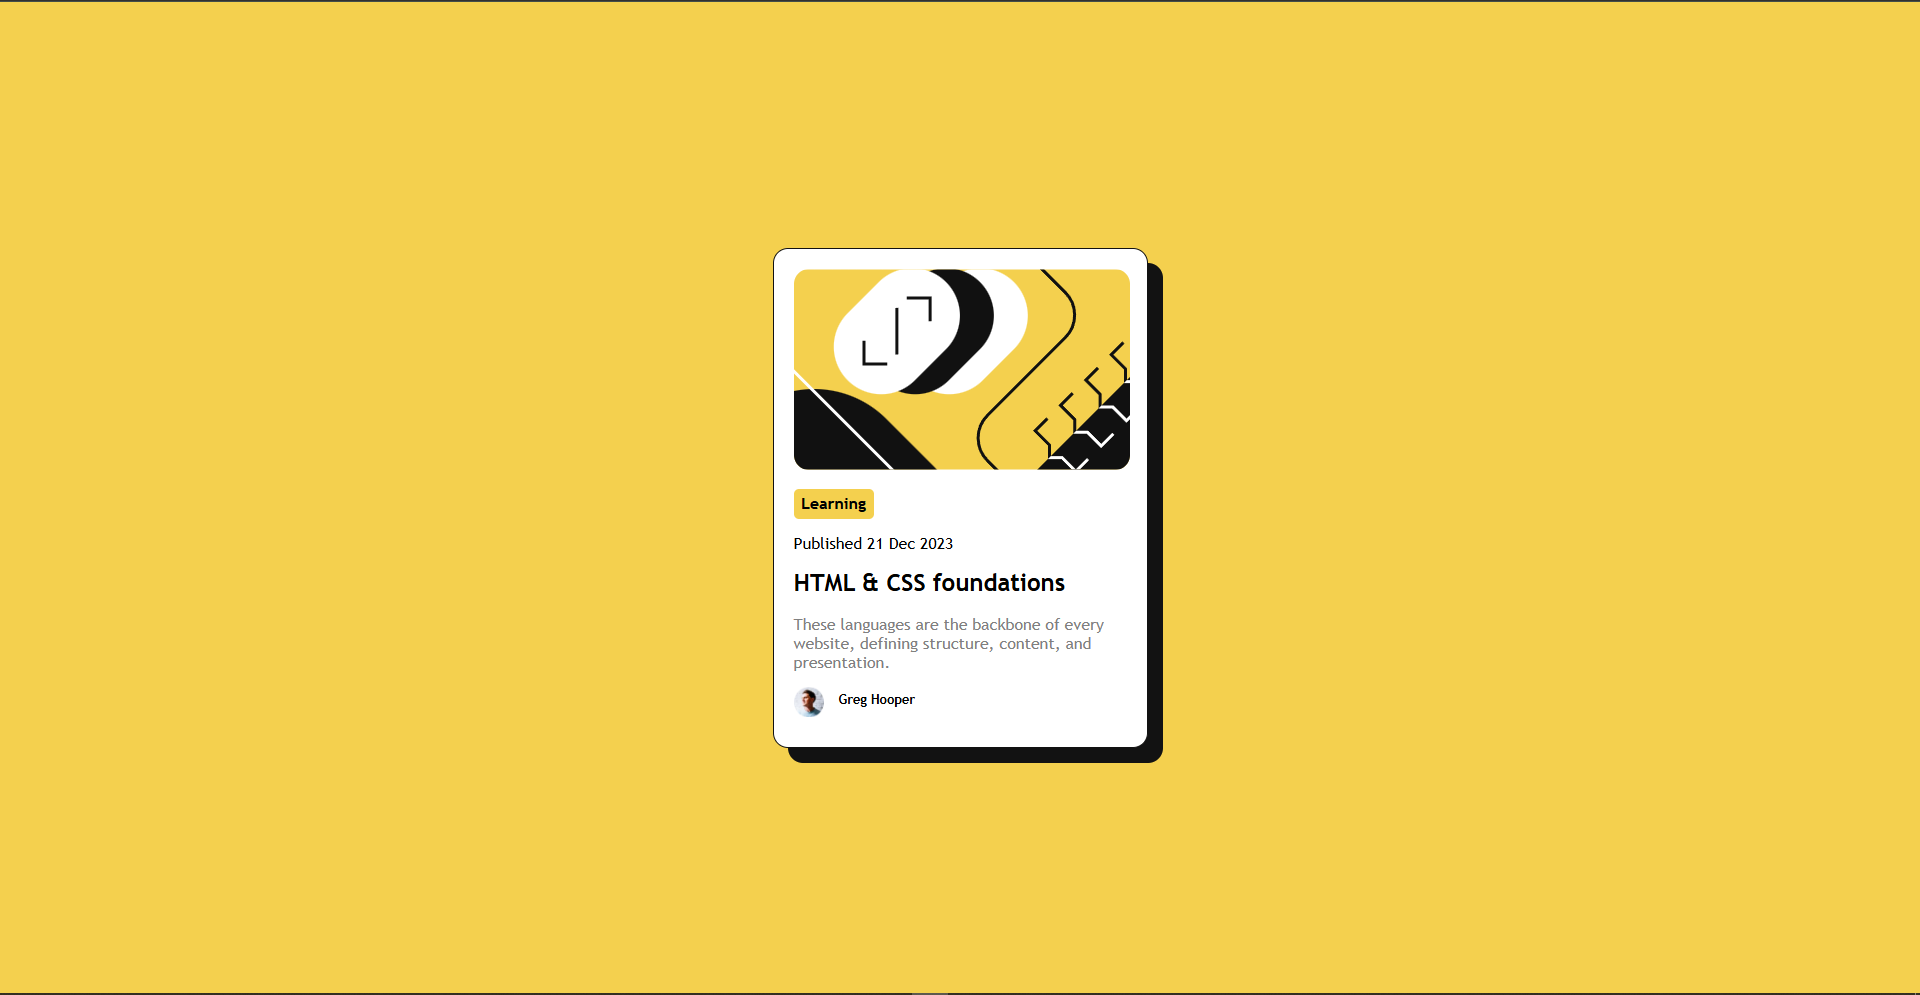 Learning
Published 21 Dec 2023
HTML & CSS foundations
These languages are the backbone of every
website, defining structure, content, and
presentation.
Greg Hooper